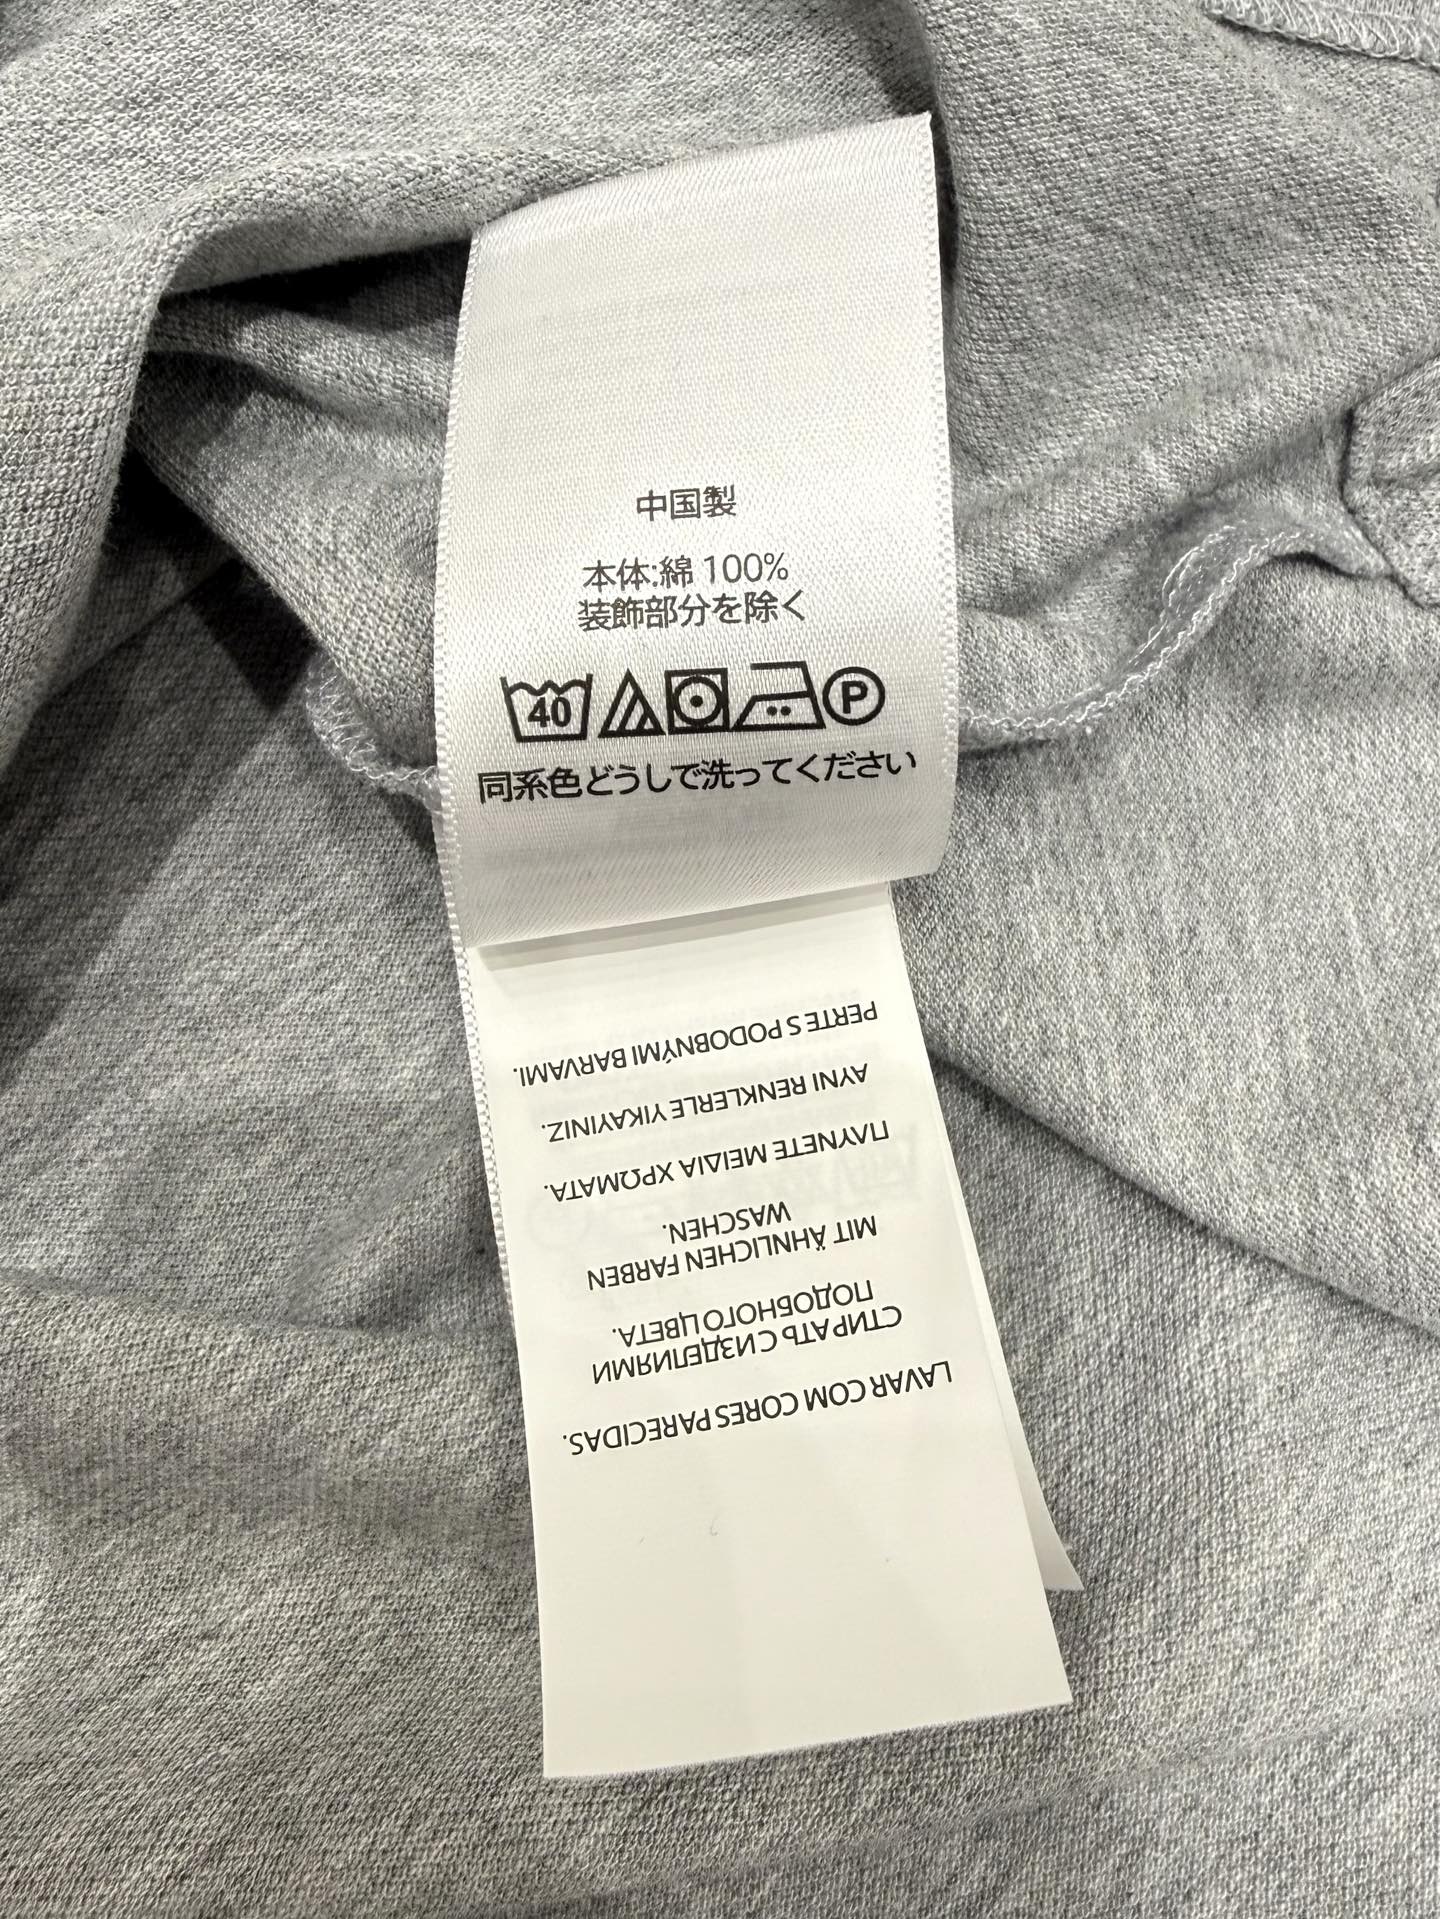 中国製
本体:綿 100%
装飾部分を除く
40 P
同系色どうしで洗ってください
LAVAR COM CORES PARECIDAS.
СТИРАТЬ С ИЗДЕЛИЯМИ
ПОДОБНОГО ЦВЕТА.
MIT ÄHNLICHEN FARBEN
WASCHEN.
ΠΛΥΝΕΤΕ ΜΕΙΔΙΑ ΧΡΩΜΑΤΑ.
AYNI RENKLERLE YIKAYINIZ.
PERTE S PODOBNÝMI BARVAMI.